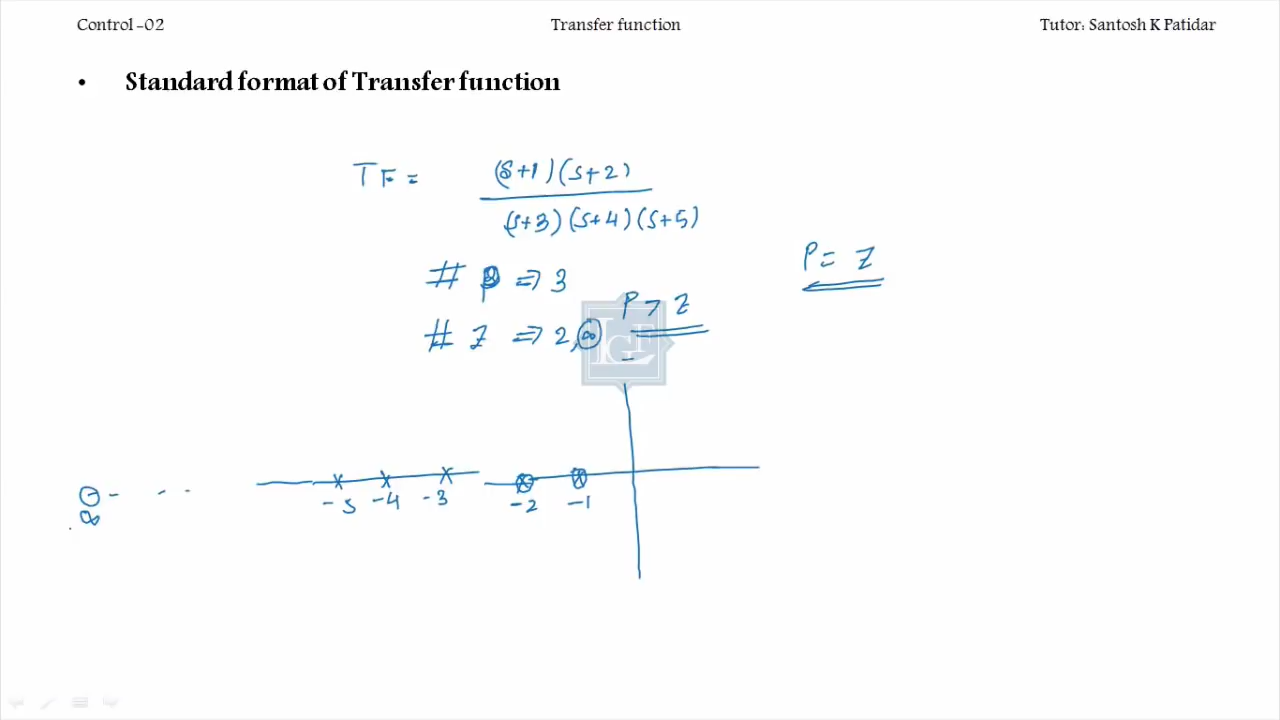 Control -02 Transfer function Tutor: Santosh K Patidar
• Standard format of Transfer function
TF = (s+1)(s+2)
(s+3)(s+4)(s+5)
P = Z
# P ⇒ 3
P > Z
# Z ⇒ 2, ∞
-5 -4 -3 -2 -1
∞